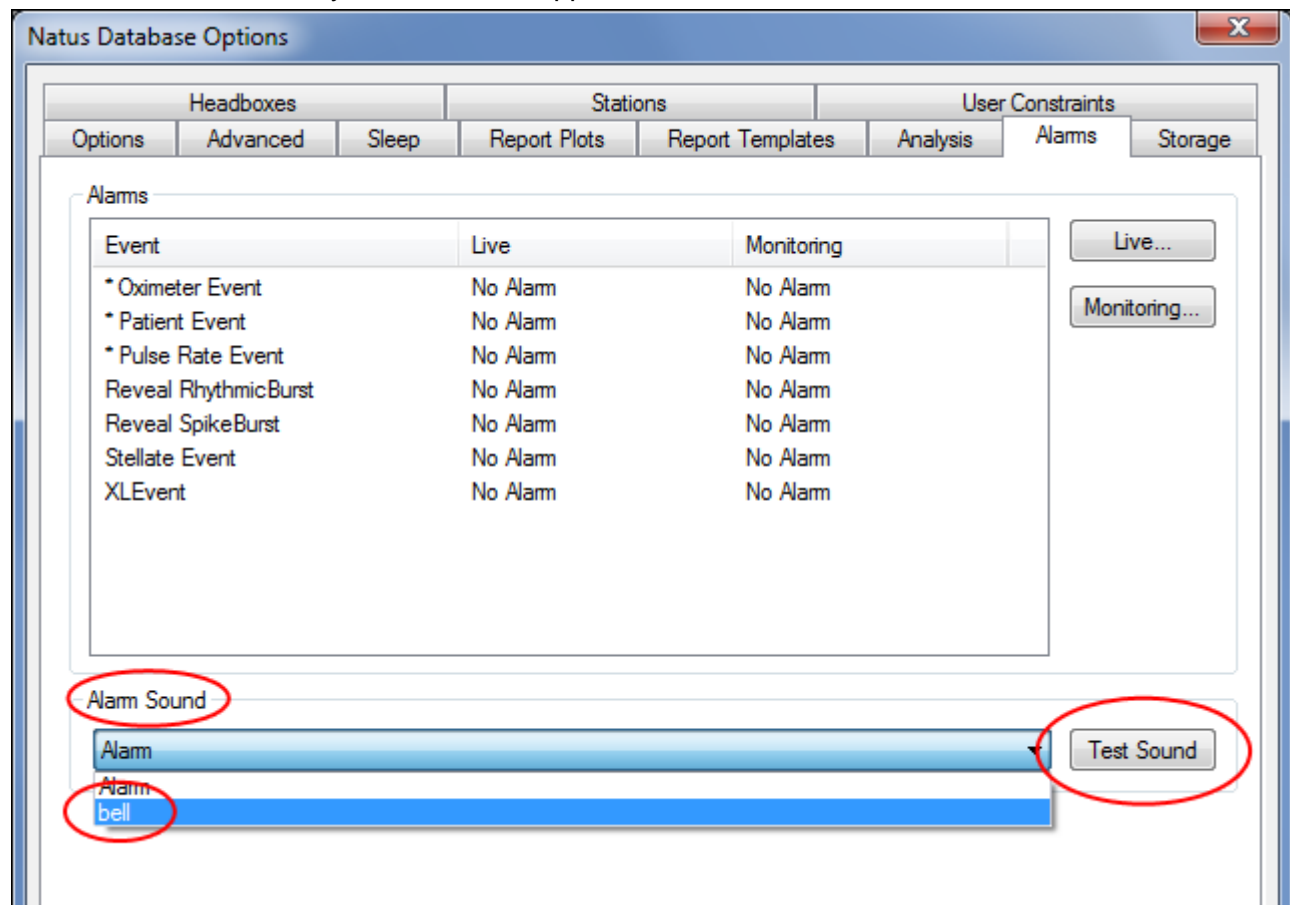 Natus Database Options
X
Headboxes Stations User Constraints
Options Advanced Sleep Report Plots Report Templates Analysis Alarms Storage
Alarms
Event Live Monitoring
* Oximeter Event No Alarm No Alarm
* Patient Event No Alarm No Alarm
* Pulse Rate Event No Alarm No Alarm
Reveal RhythmicBurst No Alarm No Alarm
Reveal SpikeBurst No Alarm No Alarm
Stellate Event No Alarm No Alarm
XLEvent No Alarm No Alarm
Live...
Monitoring...
Alarm Sound
Alarm
Test Sound
Alarm
bell